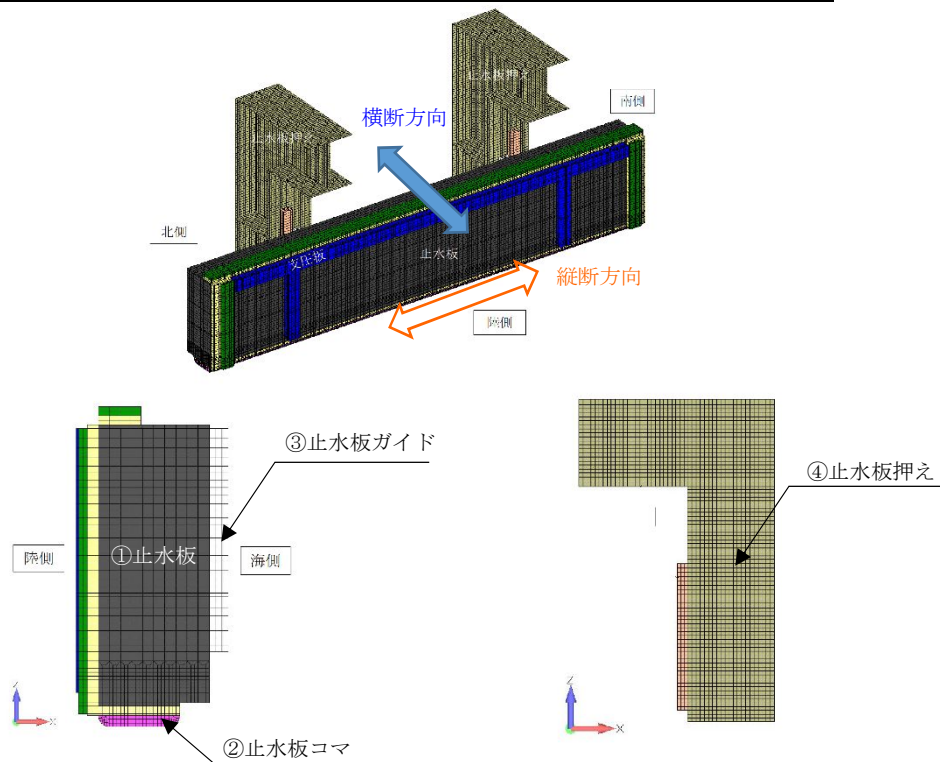 止水板押え
南側
横断方向
止水板押え
北側
支圧板
止水板
縦断方向
陸側
③止水板ガイド
④止水板押え
陸側
①止水板
海側
Z
X
Z
X
②止水板コマ